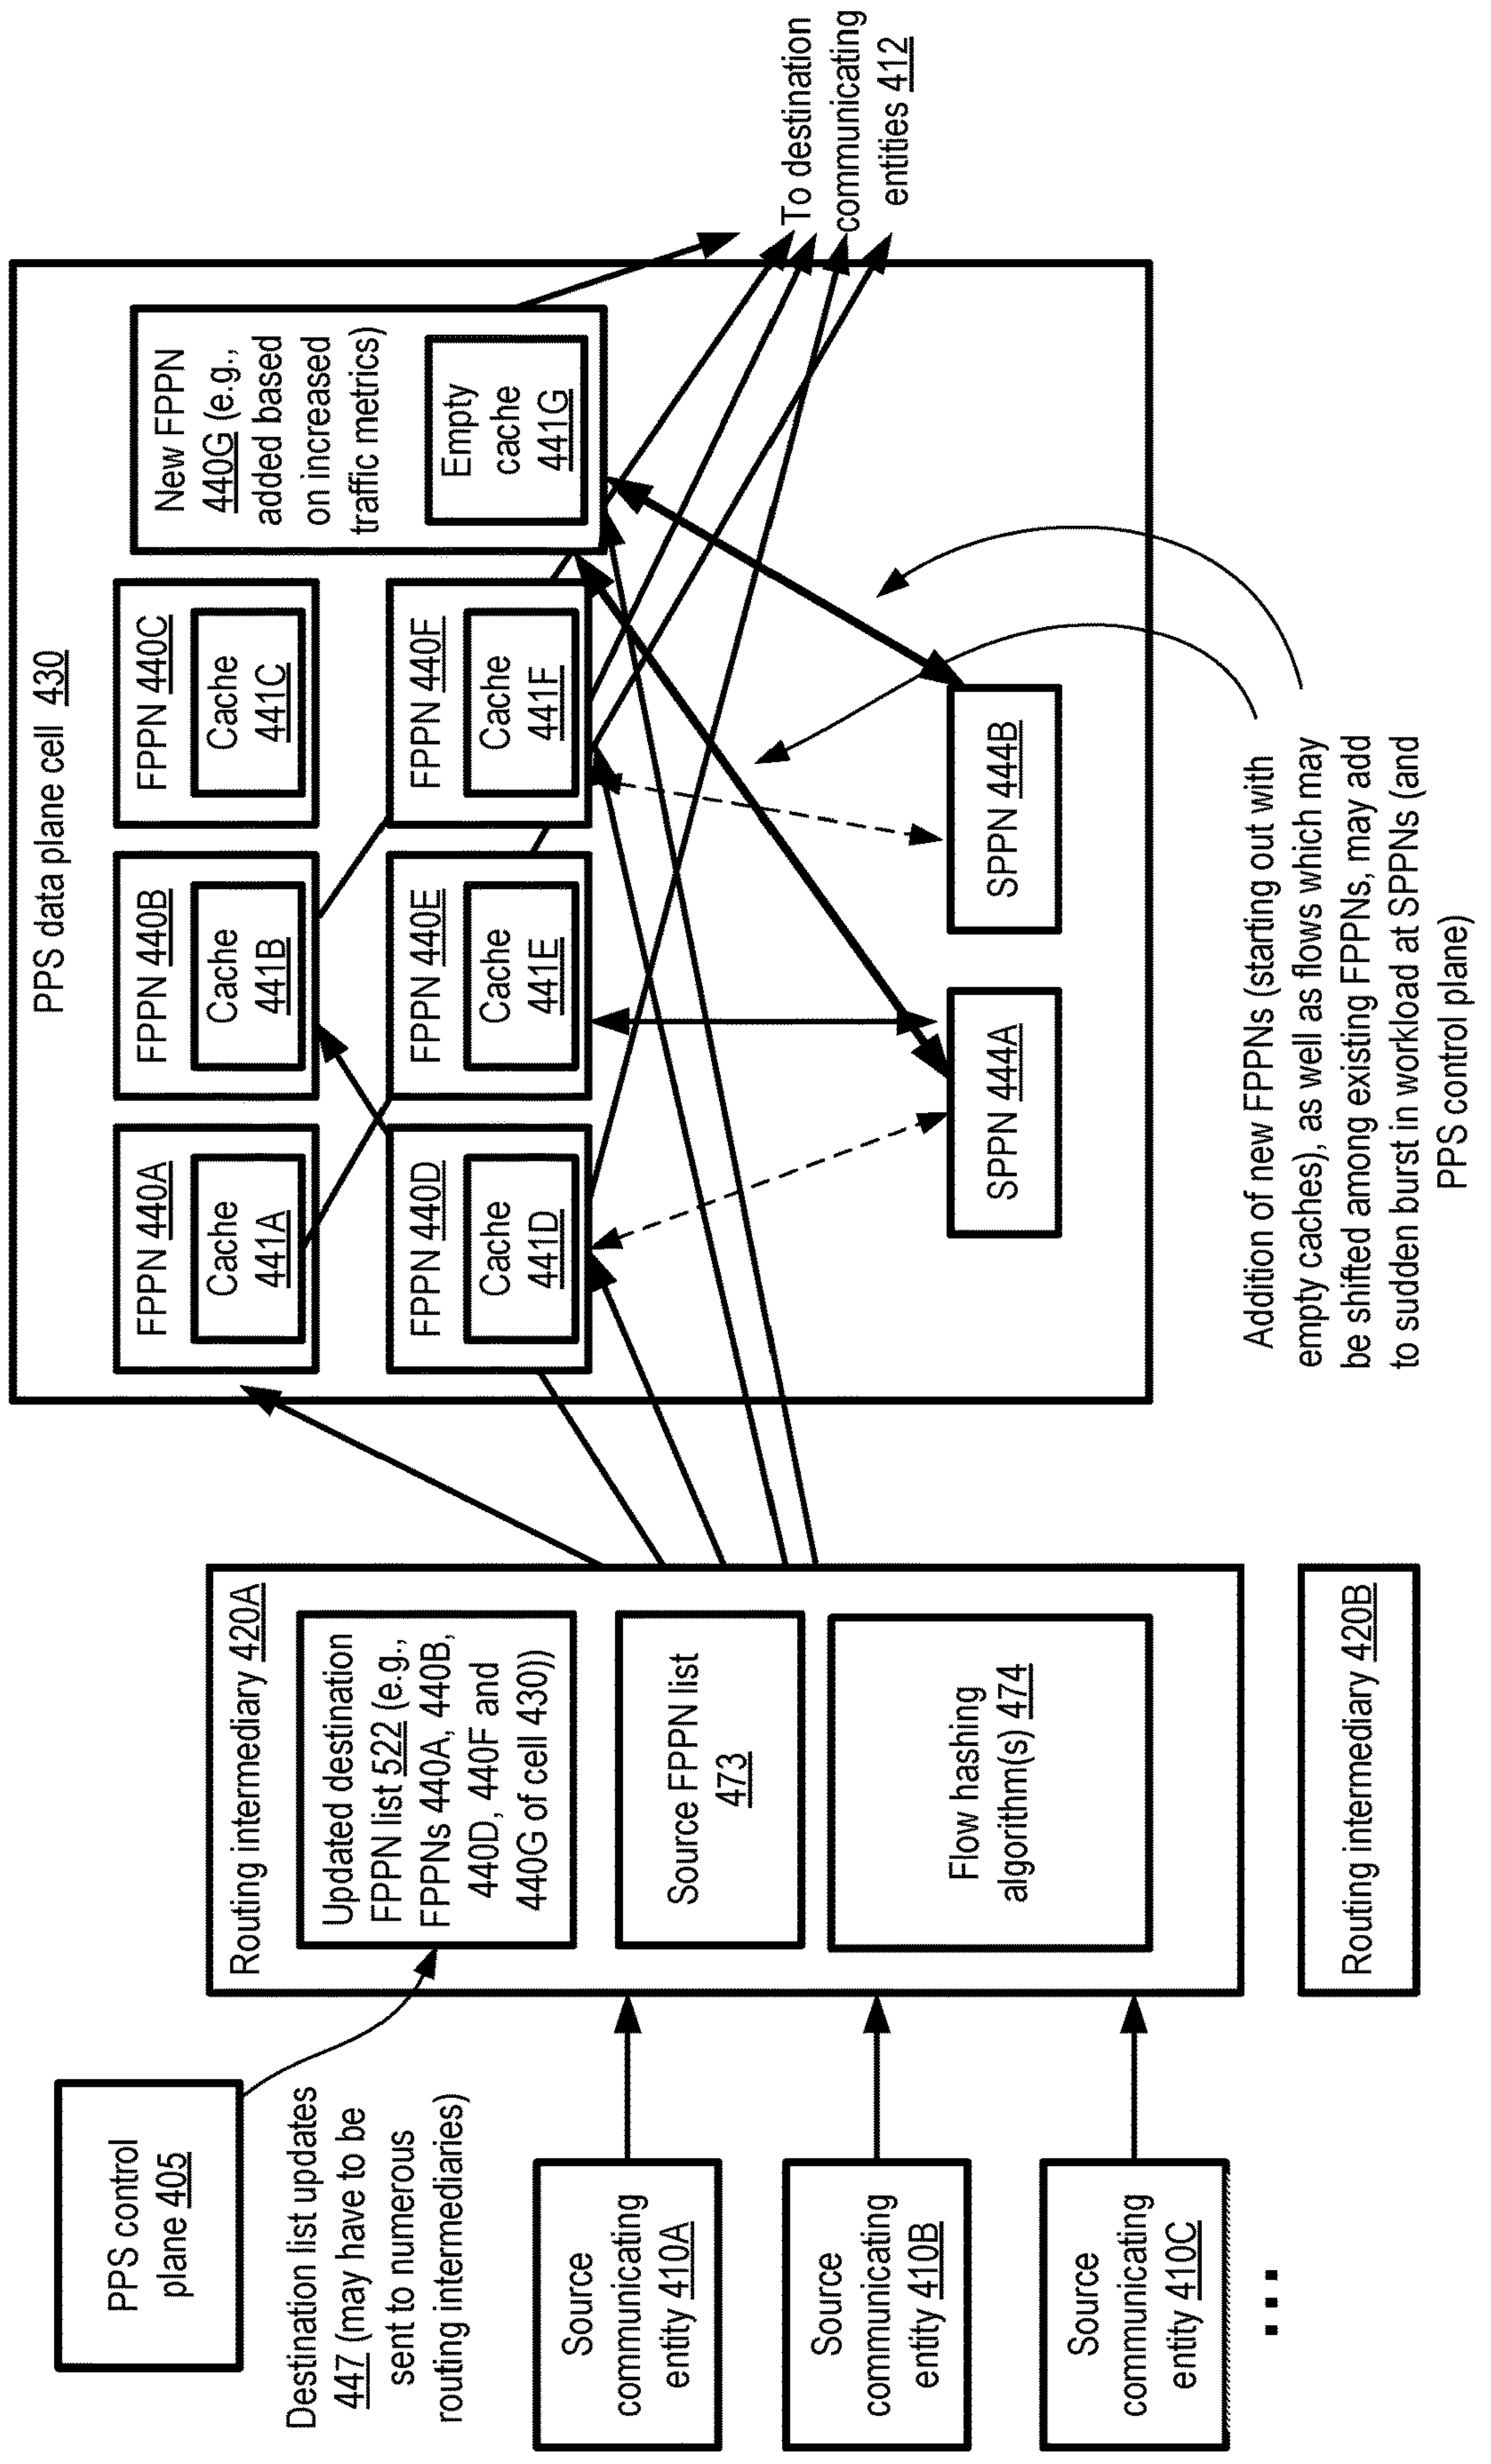 PPS control
plane 405
Destination list updates
447 (may have to be
sent to numerous
routing intermediaries)
Source
communicating
entity 410A
Source
communicating
entity 410B
Source
communicating
entity 410C
...
Routing intermediary 420A
Updated destination
FPPN list 522 (e.g.,
FPPNs 440A, 440B,
440D, 440F and
440G of cell 430))
Source FPPN list
473
Flow hashing
algorithm(s) 474
Routing intermediary 420B
PPS data plane cell 430
FPPN 440A
Cache
441A
FPPN 440B
Cache
441B
FPPN 440C
Cache
441C
FPPN 440D
Cache
441D
FPPN 440E
Cache
441E
FPPN 440F
Cache
441F
New FPPN
440G (e.g.,
added based
on increased
traffic metrics)
Empty
cache
441G
SPPN 444A
SPPN 444B
To destination
communicating
entities 412
Addition of new FPPNs (starting out with
empty caches), as well as flows which may
be shifted among existing FPPNs, may add
to sudden burst in workload at SPPNs (and
PPS control plane)